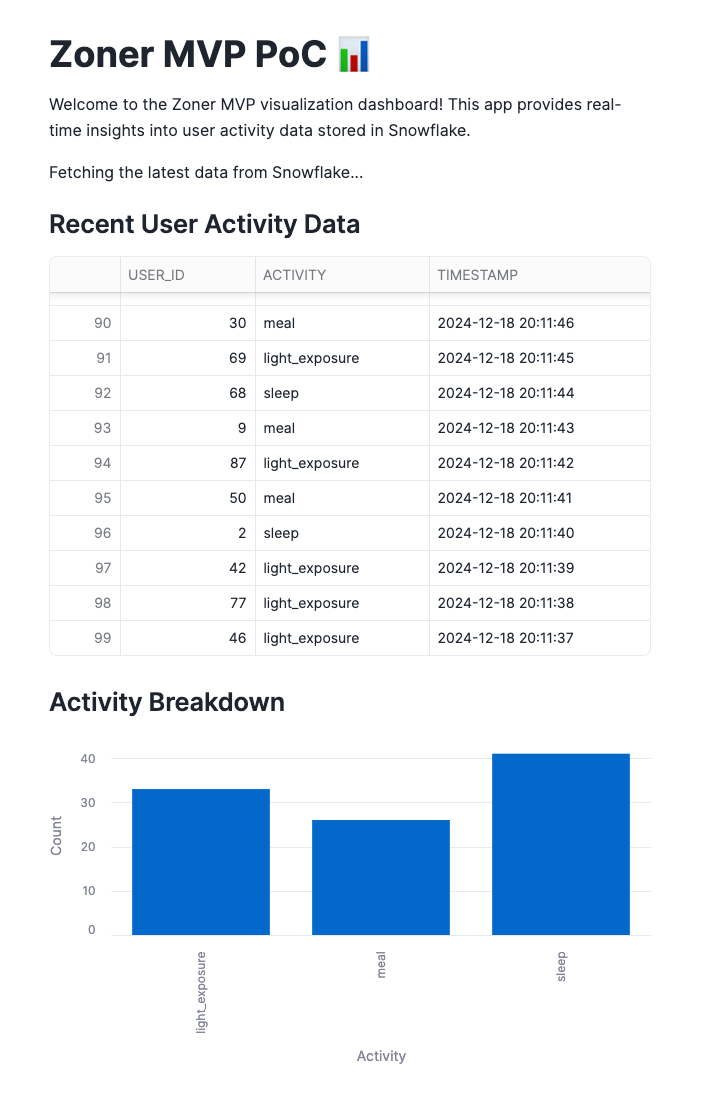 Zoner MVP PoC 📊
Welcome to the Zoner MVP visualization dashboard! This app provides real-
time insights into user activity data stored in Snowflake.
Fetching the latest data from Snowflake...
Recent User Activity Data
USER_ID ACTIVITY TIMESTAMP
90 30 meal 2024-12-18 20:11:46
91 69 light_exposure 2024-12-18 20:11:45
92 68 sleep 2024-12-18 20:11:44
93 9 meal 2024-12-18 20:11:43
94 87 light_exposure 2024-12-18 20:11:42
95 50 meal 2024-12-18 20:11:41
96 2 sleep 2024-12-18 20:11:40
97 42 light_exposure 2024-12-18 20:11:39
98 77 light_exposure 2024-12-18 20:11:38
99 46 light_exposure 2024-12-18 20:11:37
Activity Breakdown
Count
40
30
20
10
0
light_exposure
meal
sleep
Activity